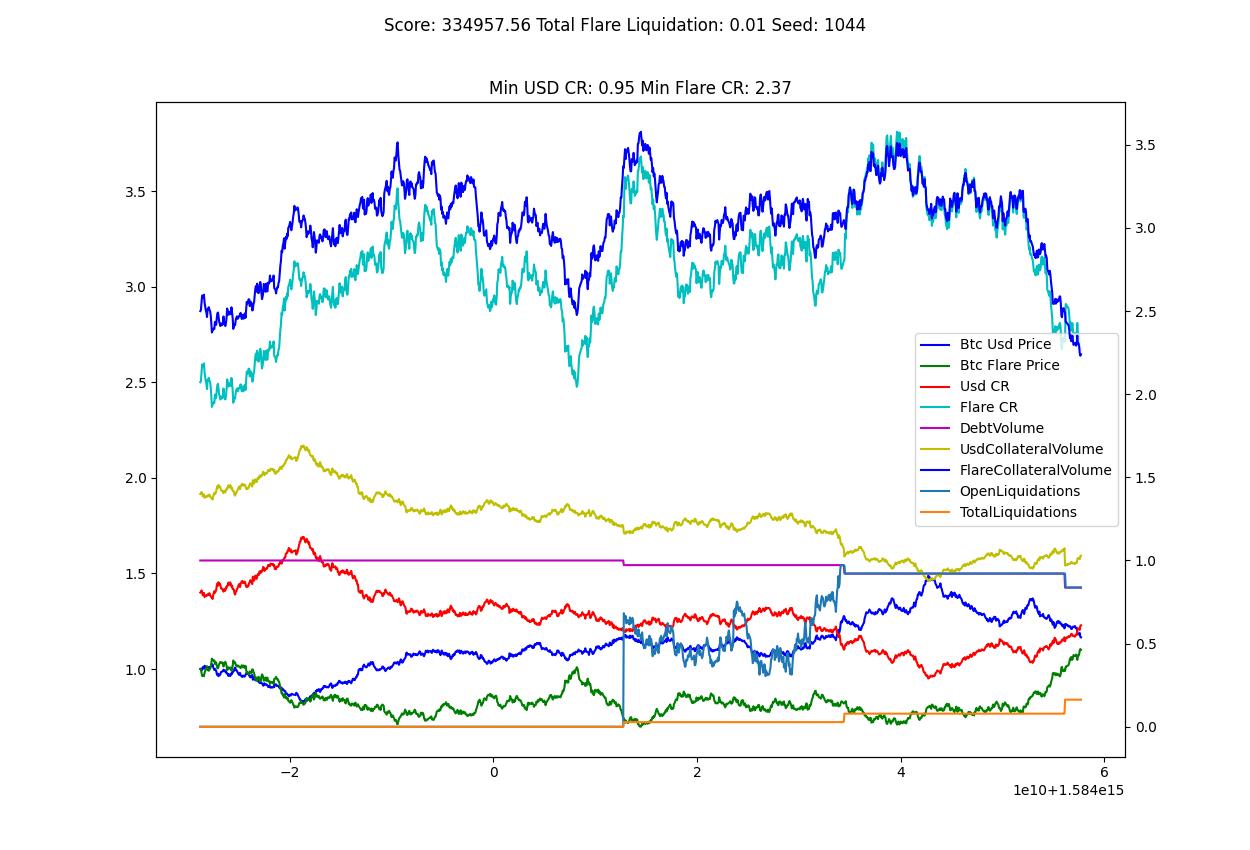 Score: 334957.56 Total Flare Liquidation: 0.01 Seed: 1044
Min USD CR: 0.95 Min Flare CR: 2.37
3.5
3.0
2.5
2.0
1.5
1.0
3.5
3.0
2.5
2.0
1.5
1.0
0.5
0.0
Btc Usd Price
Btc Flare Price
Usd CR
Flare CR
DebtVolume
UsdCollateralVolume
FlareCollateralVolume
OpenLiquidations
TotalLiquidations
−2 0 2 4 6
1e10+1.584e15